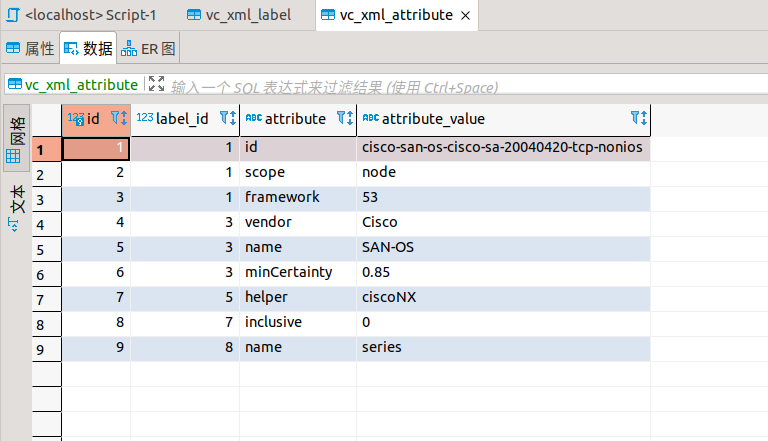 <localhost> Script-1 vc_xml_label vc_xml_attribute
属性 数据 ER 图
vc_xml_attribute 输入一个 SQL 表达式来过滤结果 (使用 Ctrl+Space)
网格
文本
123 id 123 label_id ABC attribute ABC attribute_value
1 1 1 id cisco-san-os-cisco-sa-20040420-tcp-nonios
2 2 1 scope node
3 3 1 framework 53
4 4 3 vendor Cisco
5 5 3 name SAN-OS
6 6 3 minCertainty 0.85
7 7 5 helper ciscoNX
8 8 7 inclusive 0
9 9 8 name series